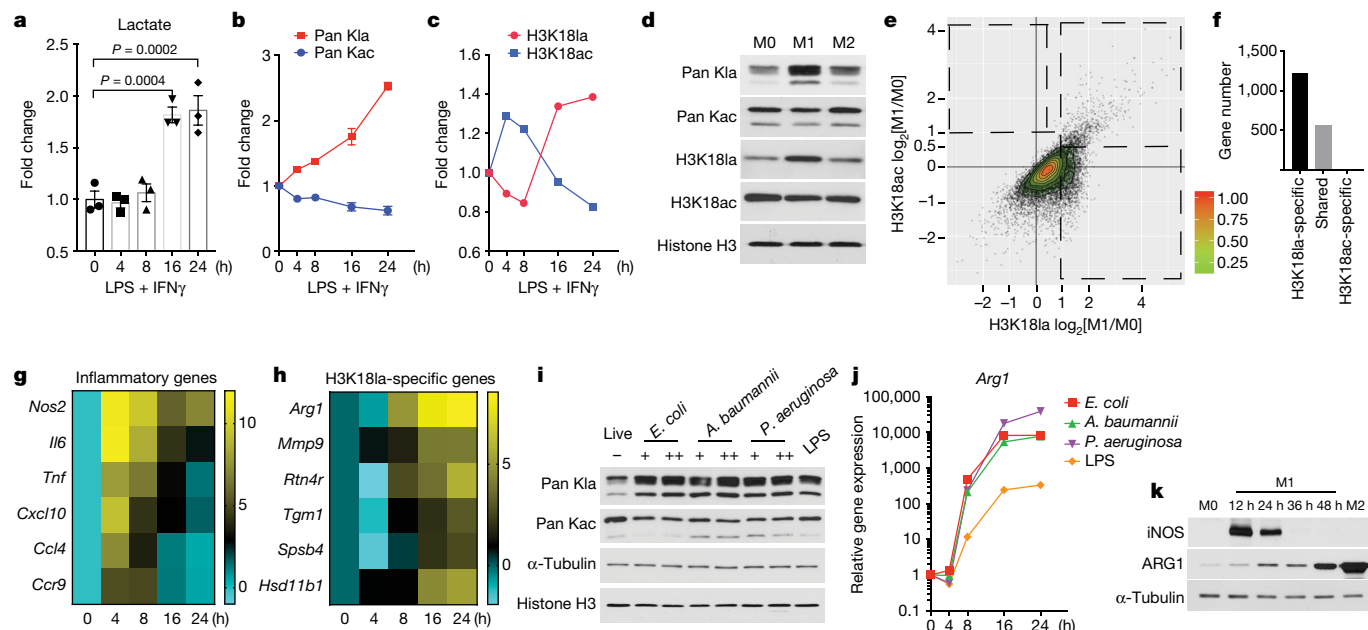 a
Lactate
P = 0.0002
P = 0.0004
Fold change
2.5
2.0
1.5
1.0
0.5
0 4 8 16 24 (h)
LPS + IFNγ
b
Pan Kla
Pan Kac
Fold change
3
2
1
0
0 4 8 16 24 (h)
LPS + IFNγ
c
H3K18la
H3K18ac
Fold change
1.6
1.4
1.2
1.0
0.8
0.6
0 4 8 16 24 (h)
LPS + IFNγ
d
M0 M1 M2
Pan Kla
Pan Kac
H3K18la
H3K18ac
Histone H3
e
H3K18ac log2[M1/M0]
4
2
1
0.5
0
−1
−2
−2 −1 0 1 2 4
H3K18la log2[M1/M0]
1.00
0.75
0.50
0.25
f
Gene number
1,500
1,000
500
H3K18la-specific
Shared
H3K18ac-specific
g
Inflammatory genes
Nos2
Il6
Tnf
Cxcl10
Ccl4
Ccr9
0 4 8 16 24 (h)
10
5
0
h
H3K18la-specific genes
Arg1
Mmp9
Rtn4r
Tgm1
Spsb4
Hsd11b1
0 4 8 16 24 (h)
5
0
i
Live E. coli A. baumannii P. aeruginosa LPS
− + ++ + ++ + ++
Pan Kla
Pan Kac
α-Tubulin
Histone H3
j
Arg1
Relative gene expression
100,000
10,000
1,000
100
10
1
0.1
0 4 8 16 24 (h)
E. coli
A. baumannii
P. aeruginosa
LPS
k
M1
M0 12 h 24 h 36 h 48 h M2
iNOS
ARG1
α-Tubulin